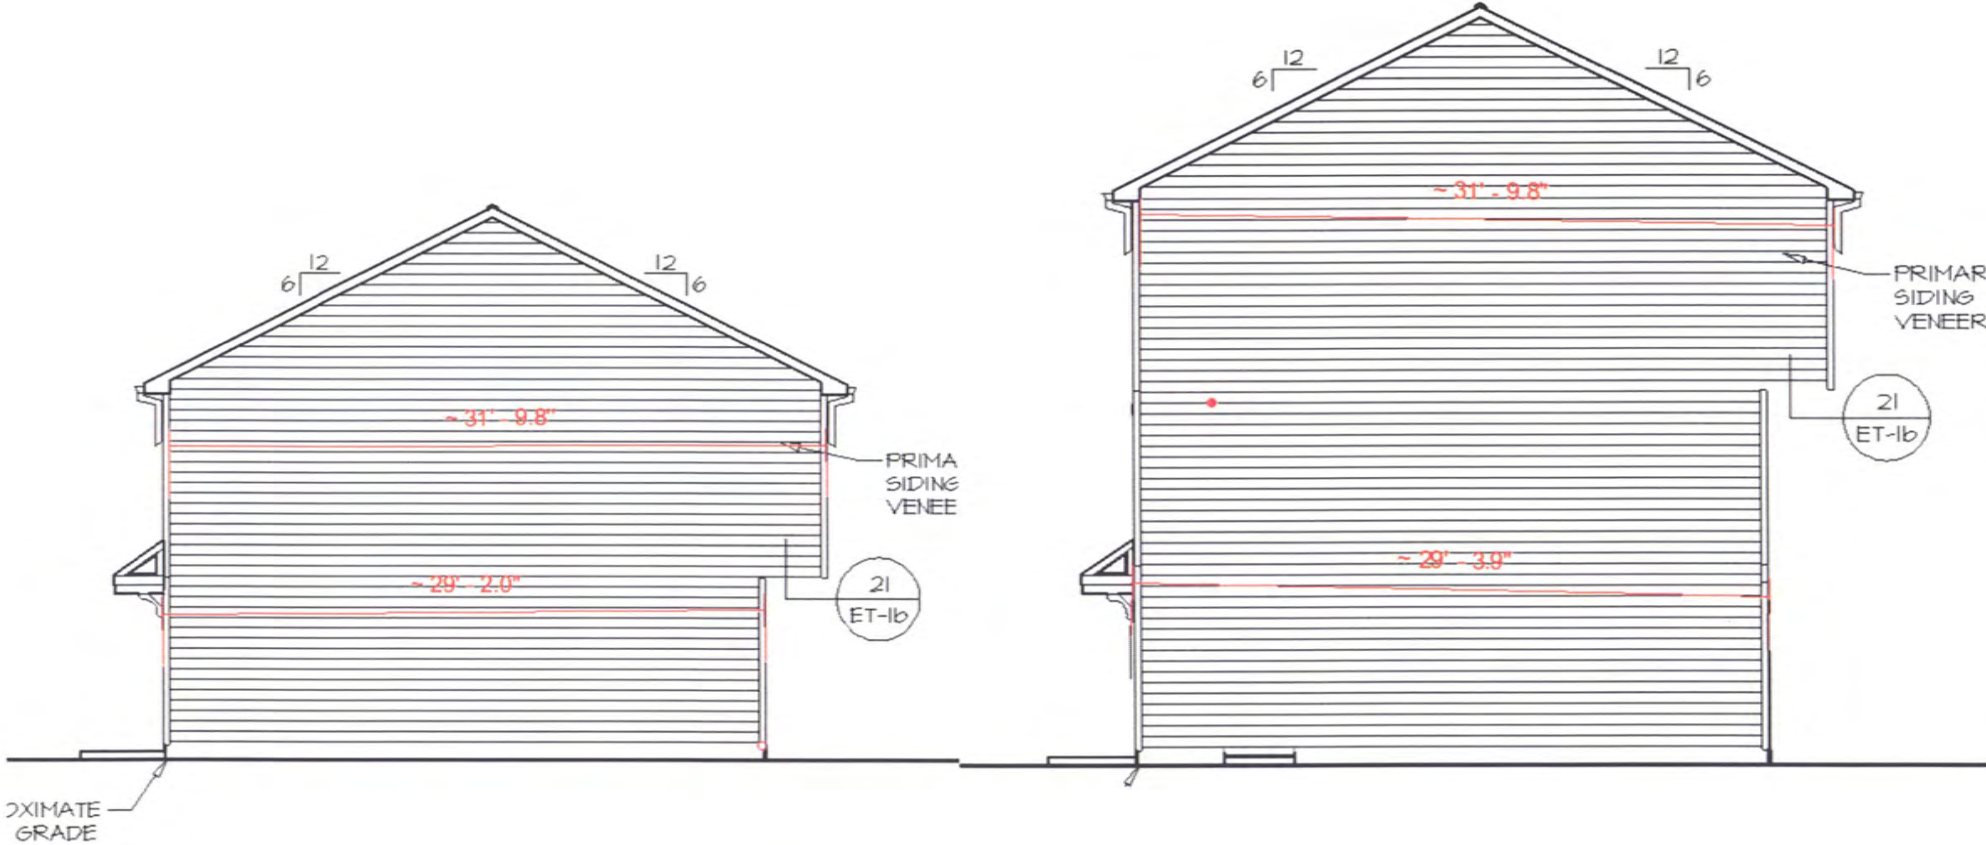 12
6
12
6
~ 31' - 9.8"
PRIMA
SIDING
VENEE
~ 29' - 2.0"
21
ET-1b
OXIMATE
GRADE
12
6
12
6
~ 31' - 9.8"
PRIMAR
SIDING
VENEER
21
ET-1b
~ 29' - 3.9"